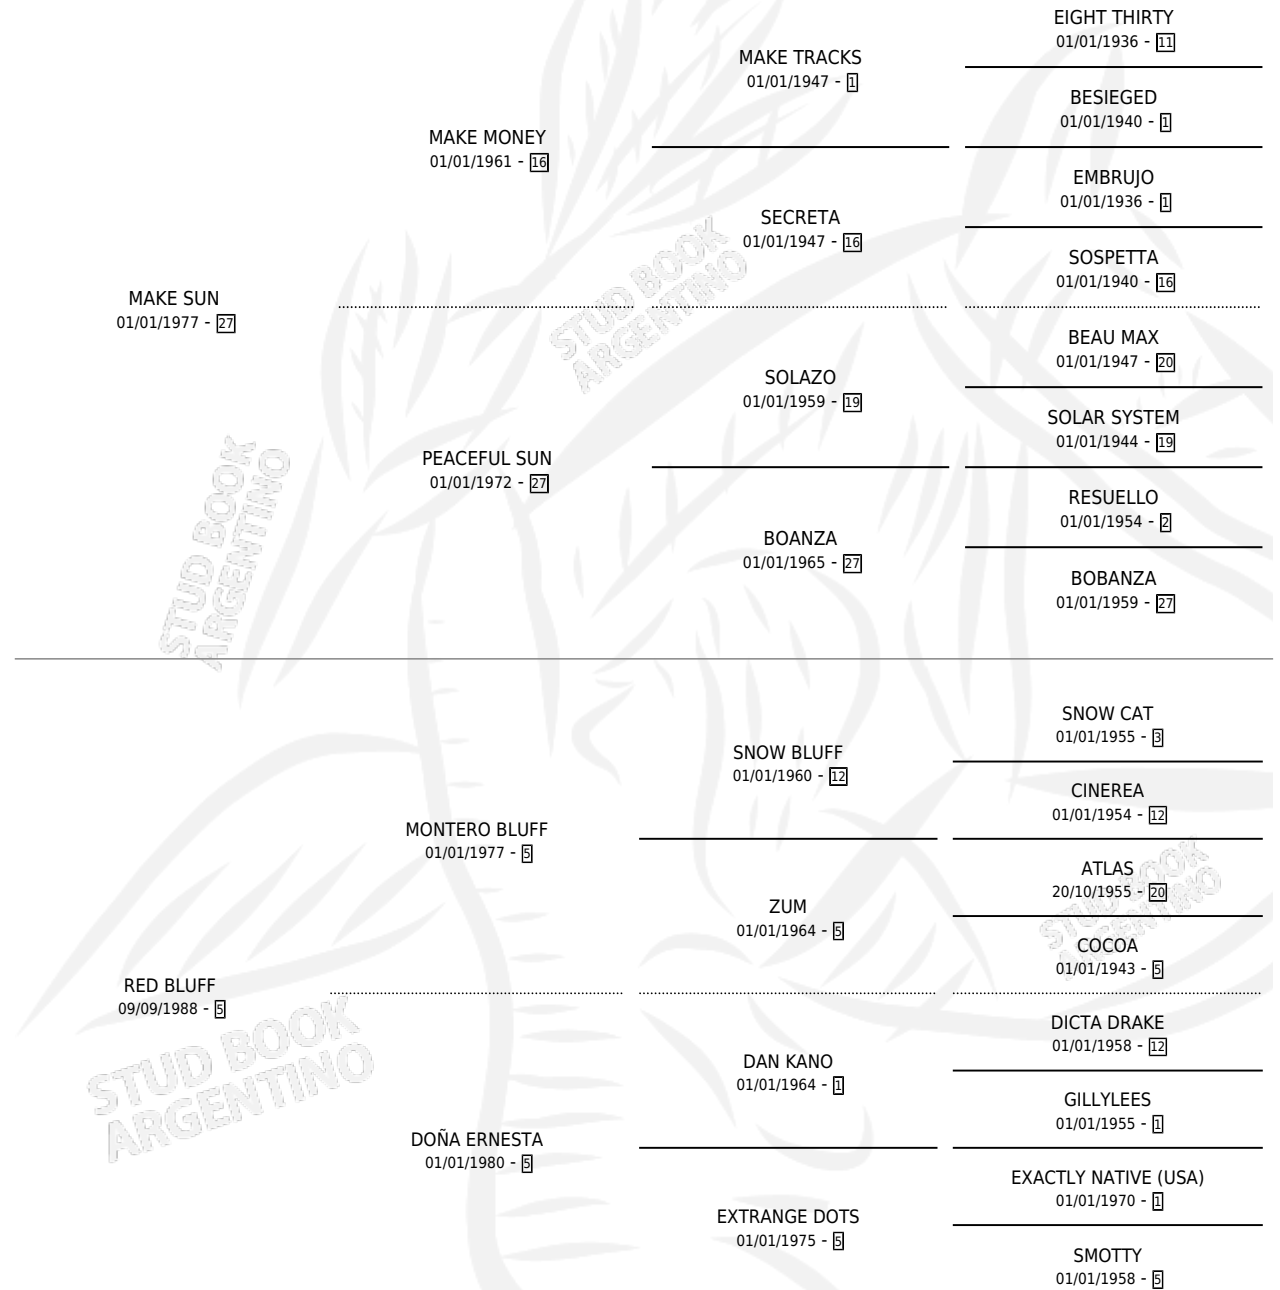 EIGHT THIRTY
01/01/1936 - 11
MAKE TRACKS
01/01/1947 - 1
BESIEGED
01/01/1940 - 1
MAKE MONEY
01/01/1961 - 16
EMBRUJO
01/01/1936 - 1
SECRETA
01/01/1947 - 16
SOSPETTA
01/01/1940 - 16
MAKE SUN
01/01/1977 - 27
BEAU MAX
01/01/1947 - 20
SOLAZO
01/01/1959 - 19
SOLAR SYSTEM
01/01/1944 - 19
PEACEFUL SUN
01/01/1972 - 27
RESUELLO
01/01/1954 - 2
BOANZA
01/01/1965 - 27
BOBANZA
01/01/1959 - 27
STUD BOOK
ARGENTINO
STUD BOOK
ARGENTINO
SNOW CAT
01/01/1955 - 3
SNOW BLUFF
01/01/1960 - 12
CINEREA
01/01/1954 - 12
MONTERO BLUFF
01/01/1977 - 5
ATLAS
20/10/1955 - 20
ZUM
01/01/1964 - 5
COCOA
01/01/1943 - 5
RED BLUFF
09/09/1988 - 5
DICTA DRAKE
01/01/1958 - 12
DAN KANO
01/01/1964 - 1
GILLYLEES
01/01/1955 - 1
DOÑA ERNESTA
01/01/1980 - 5
EXACTLY NATIVE (USA)
01/01/1970 - 1
EXTRANGE DOTS
01/01/1975 - 5
SMOTTY
01/01/1958 - 5
STUD BOOK
ARGENTINO
STUD BOOK
ARGENTINO